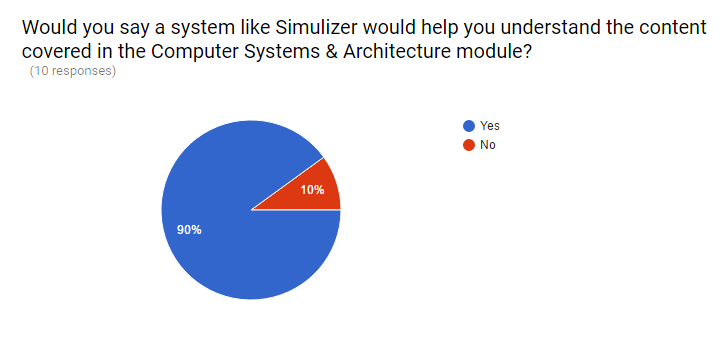 Would you say a system like Simulizer would help you understand the content
covered in the Computer Systems & Architecture module?
(10 responses)
Yes
No
10%
90%